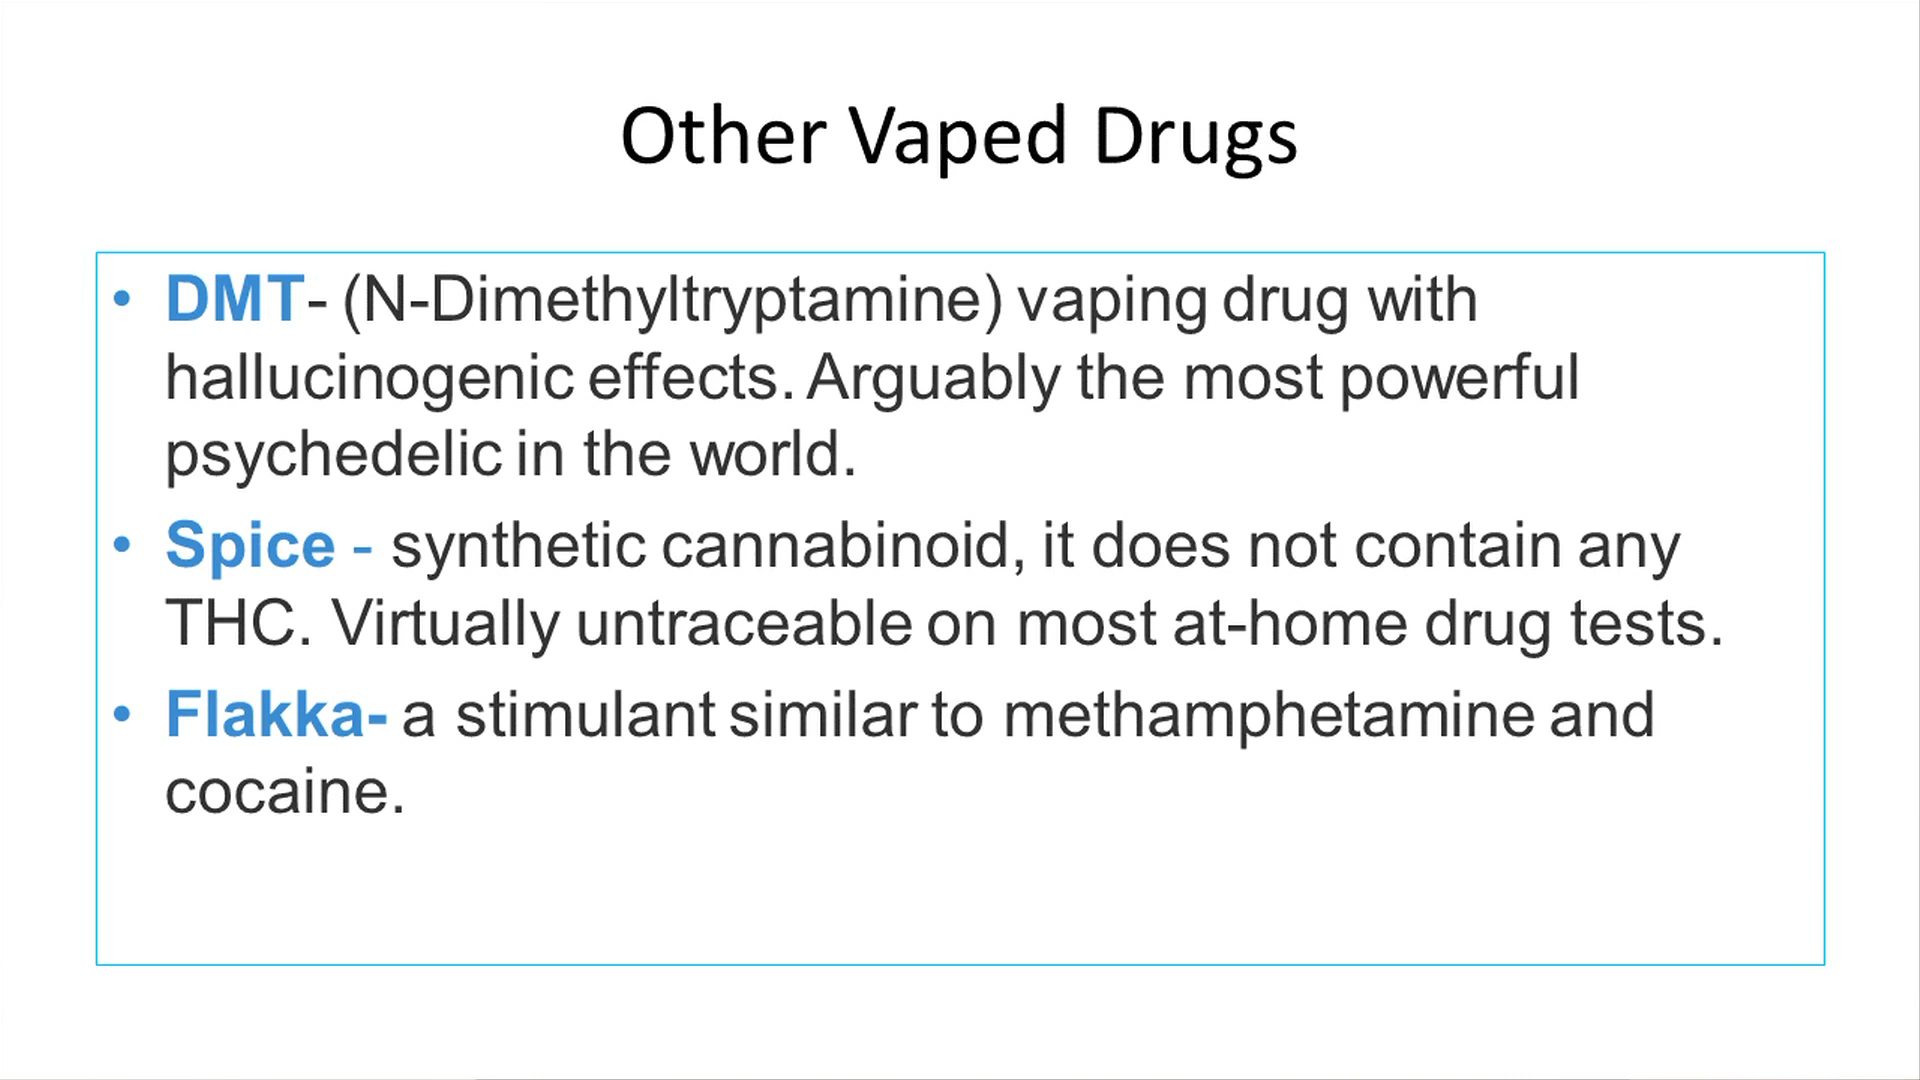 Other Vaped Drugs
• DMT- (N-Dimethyltryptamine) vaping drug with
hallucinogenic effects. Arguably the most powerful
psychedelic in the world.
• Spice - synthetic cannabinoid, it does not contain any
THC. Virtually untraceable on most at-home drug tests.
• Flakka- a stimulant similar to methamphetamine and
cocaine.